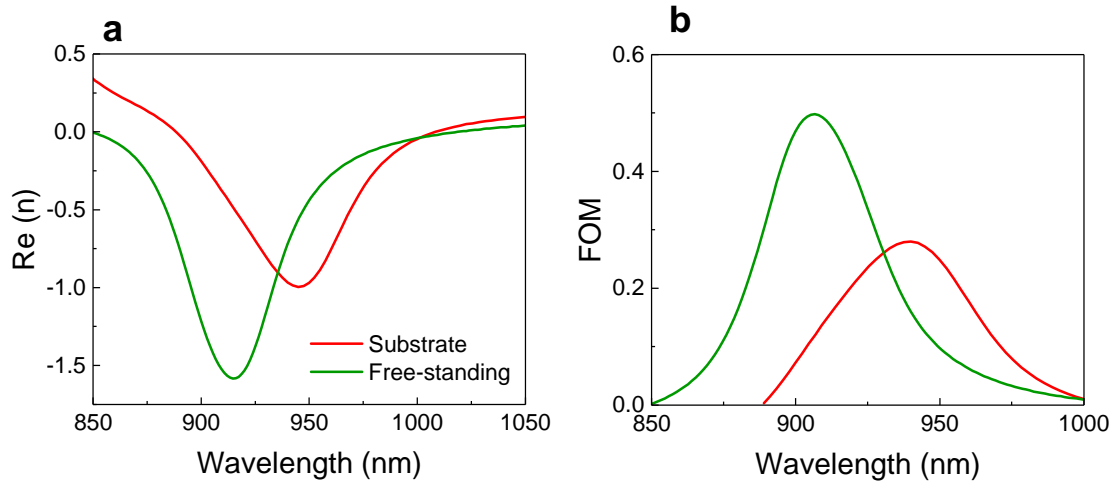 a
0.5
0.0
-0.5
-1.0
-1.5
Re (n)
Substrate
Free-standing
850 900 950 1000 1050
Wavelength (nm)
b
0.6
0.4
0.2
0.0
FOM
850 900 950 1000
Wavelength (nm)